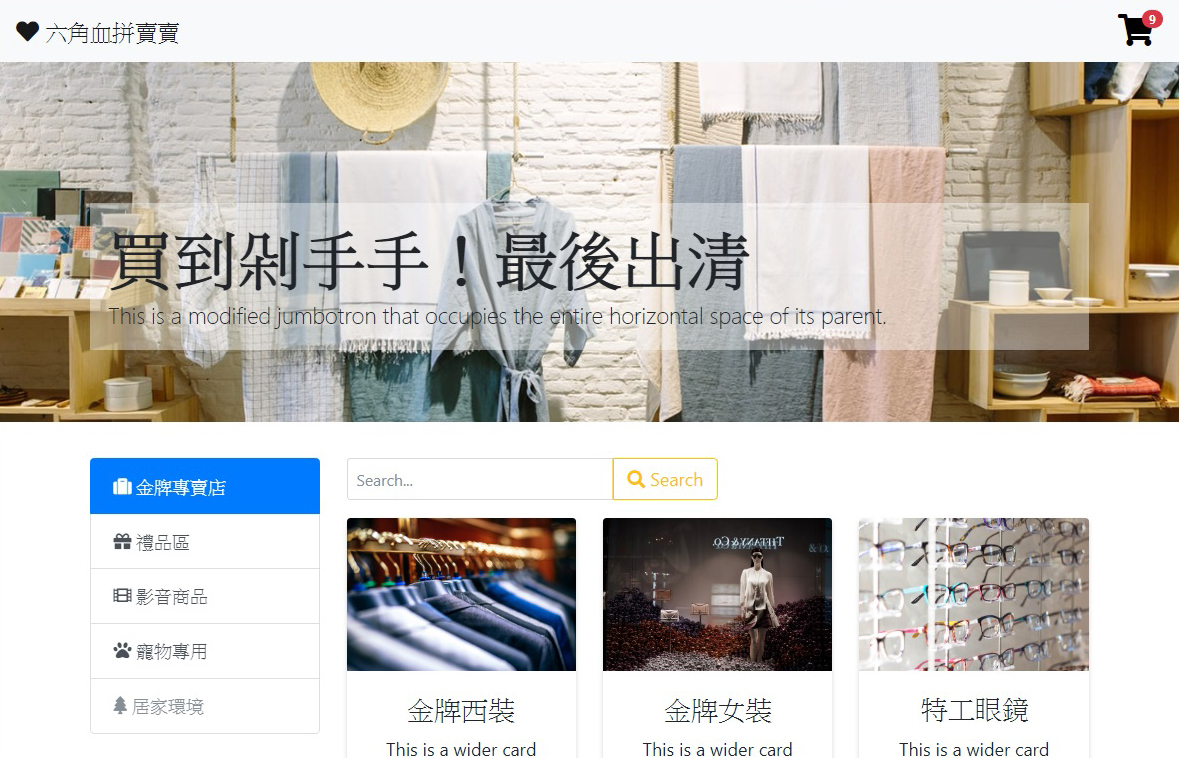 六角血拼賣賣
9
買到剁手手！最後出清
This is a modified jumbotron that occupies the entire horizontal space of its parent.
金牌專賣店
禮品區
影音商品
寵物專用
居家環境
Search...
Search
TIFFANY & CO.
& CO.
金牌西裝
This is a wider card
金牌女裝
This is a wider card
特工眼鏡
This is a wider card